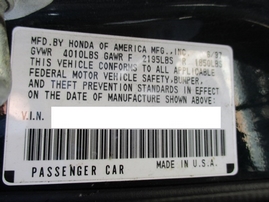 MFD. BY HONDA OF AMERICA MFG., INC.
GVWR 4010LBS GAWR F 2195LBS 1850LBS
THIS VEHICLE CONFORMS TO ALL APPLICABLE
FEDERAL MOTOR VEHICLE SAFETY, BUMPER,
AND THEFT PREVENTION STANDARDS IN EFFECT
ON THE DATE OF MANUFACTURE SHOWN ABOVE.
V.I.N.
PASSENGER CAR MADE IN U.S.A.